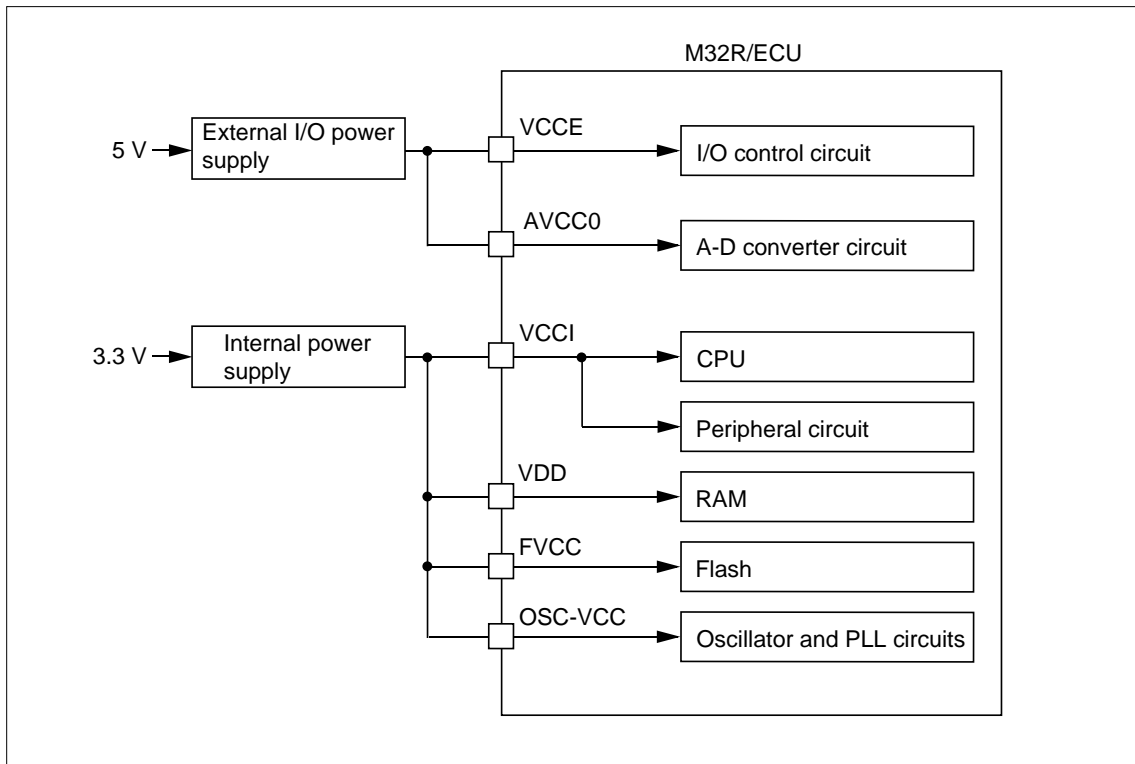 M32R/ECU
5 V
External I/O power
supply
VCCE
I/O control circuit
AVCC0
A-D converter circuit
3.3 V
Internal power
supply
VCCI
CPU
Peripheral circuit
VDD
RAM
FVCC
Flash
OSC-VCC
Oscillator and PLL circuits